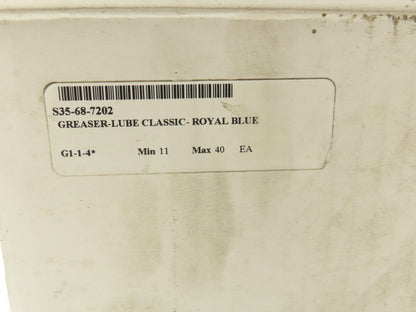 S35-68-7202
GREASER-LUBE CLASSIC- ROYAL BLUE
G1-1-4* Min 11 Max 40 EA